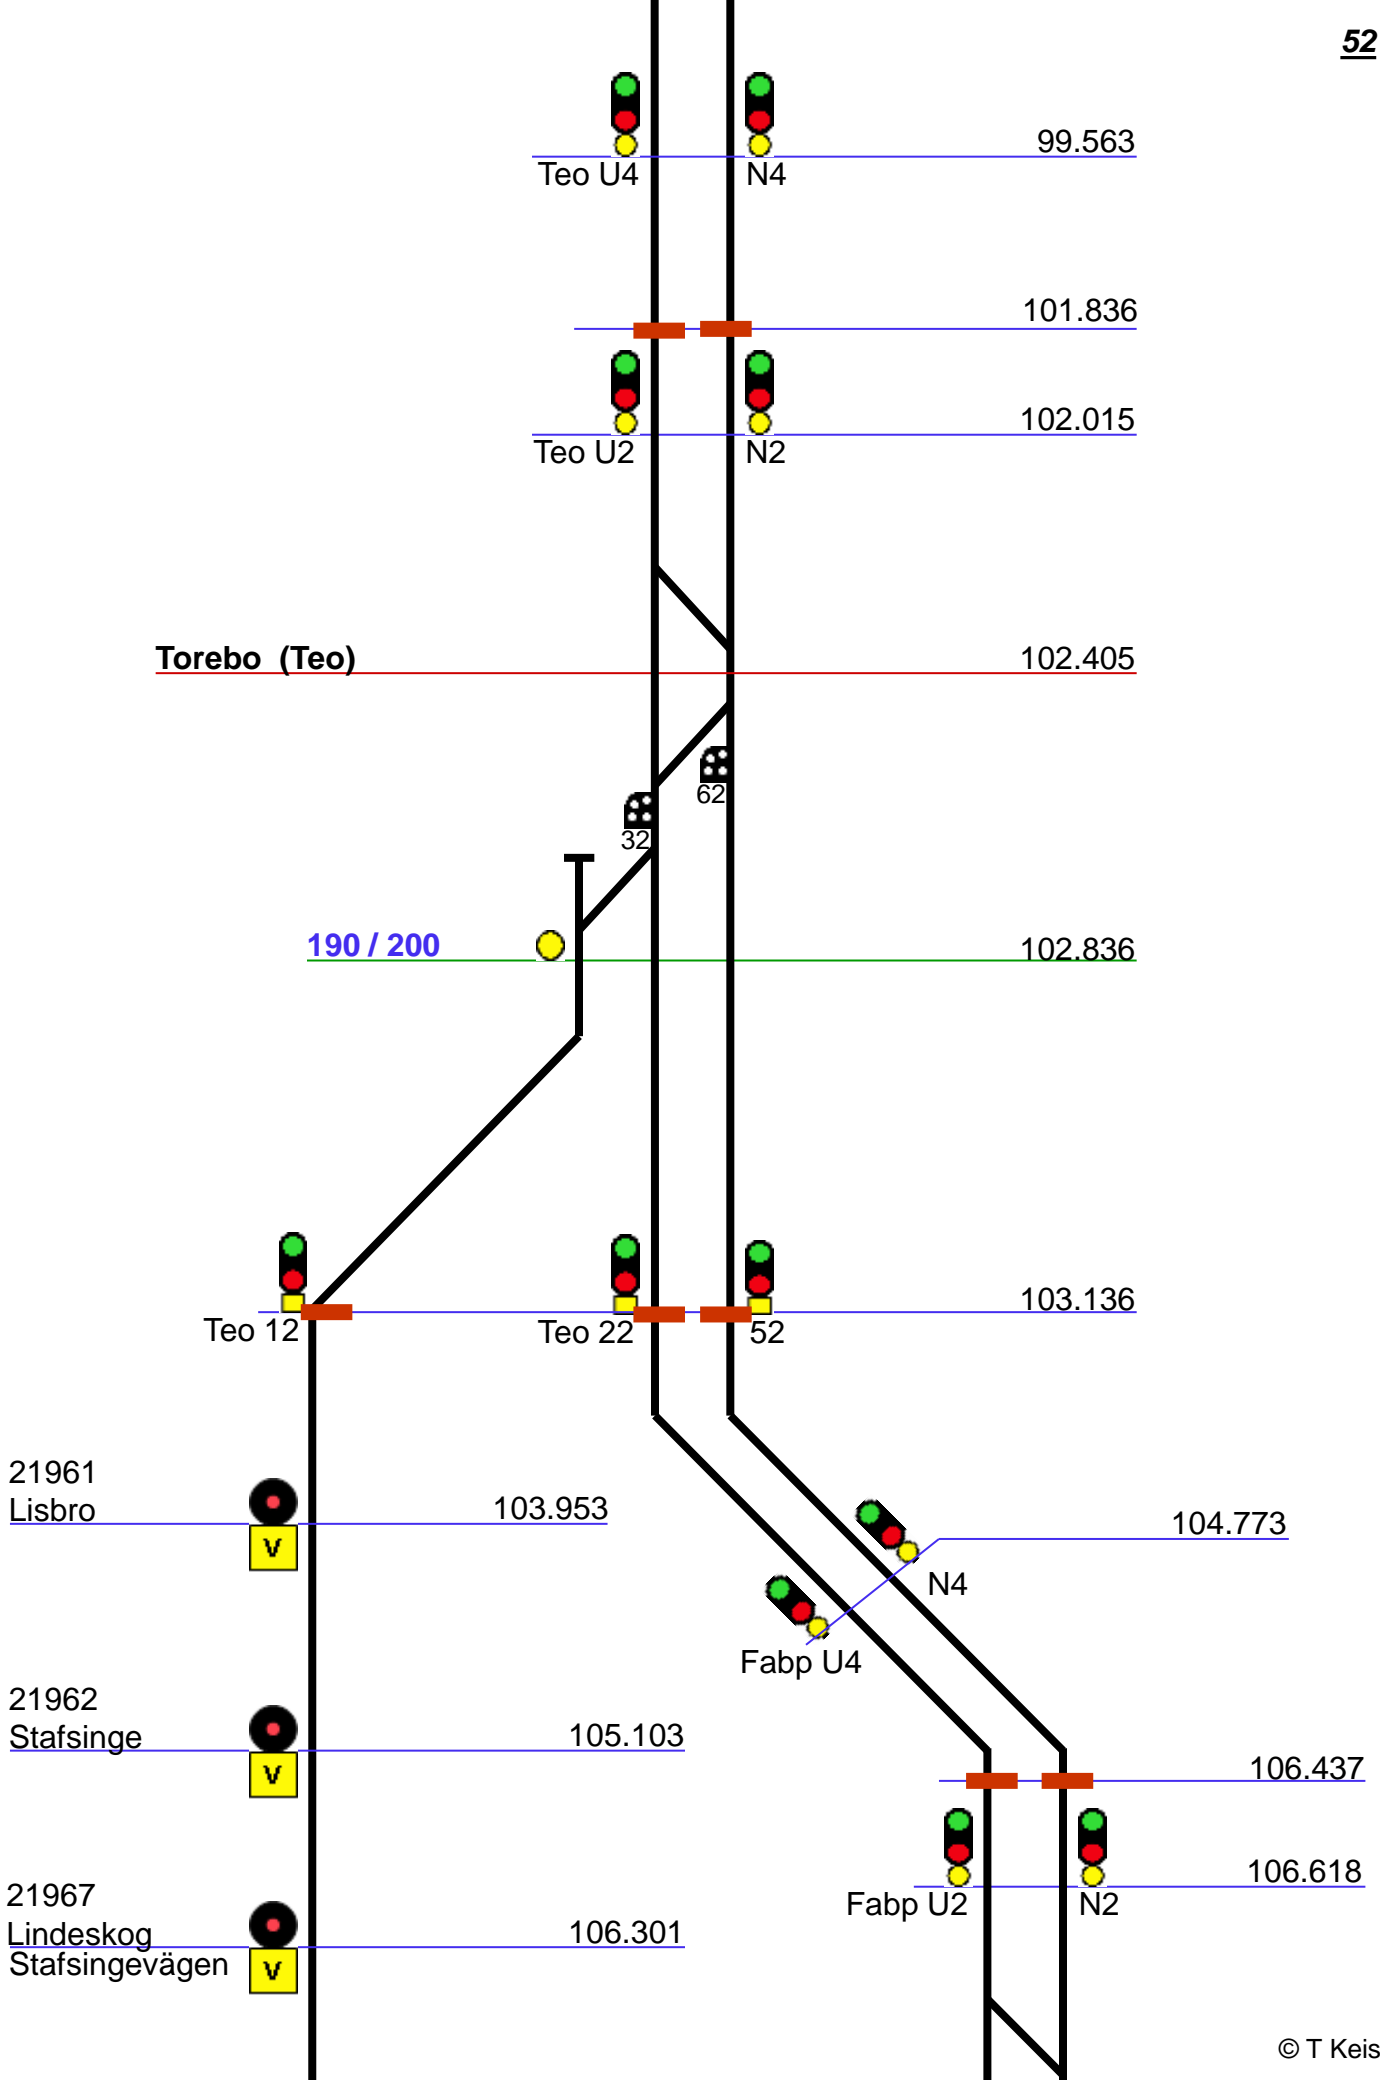 52
99.563
Teo U4 N4
101.836
102.015
Teo U2 N2
Torebo (Teo) 102.405
62
32
190 / 200 102.836
103.136
Teo 12 Teo 22 52
21961
Lisbro 103.953
104.773
N4
Fabp U4
21962
Stafsinge 105.103
106.437
V
106.618
21967
Fabp U2 N2
Lindeskog 106.301
Stafsingevägen
V
V
© T Keis